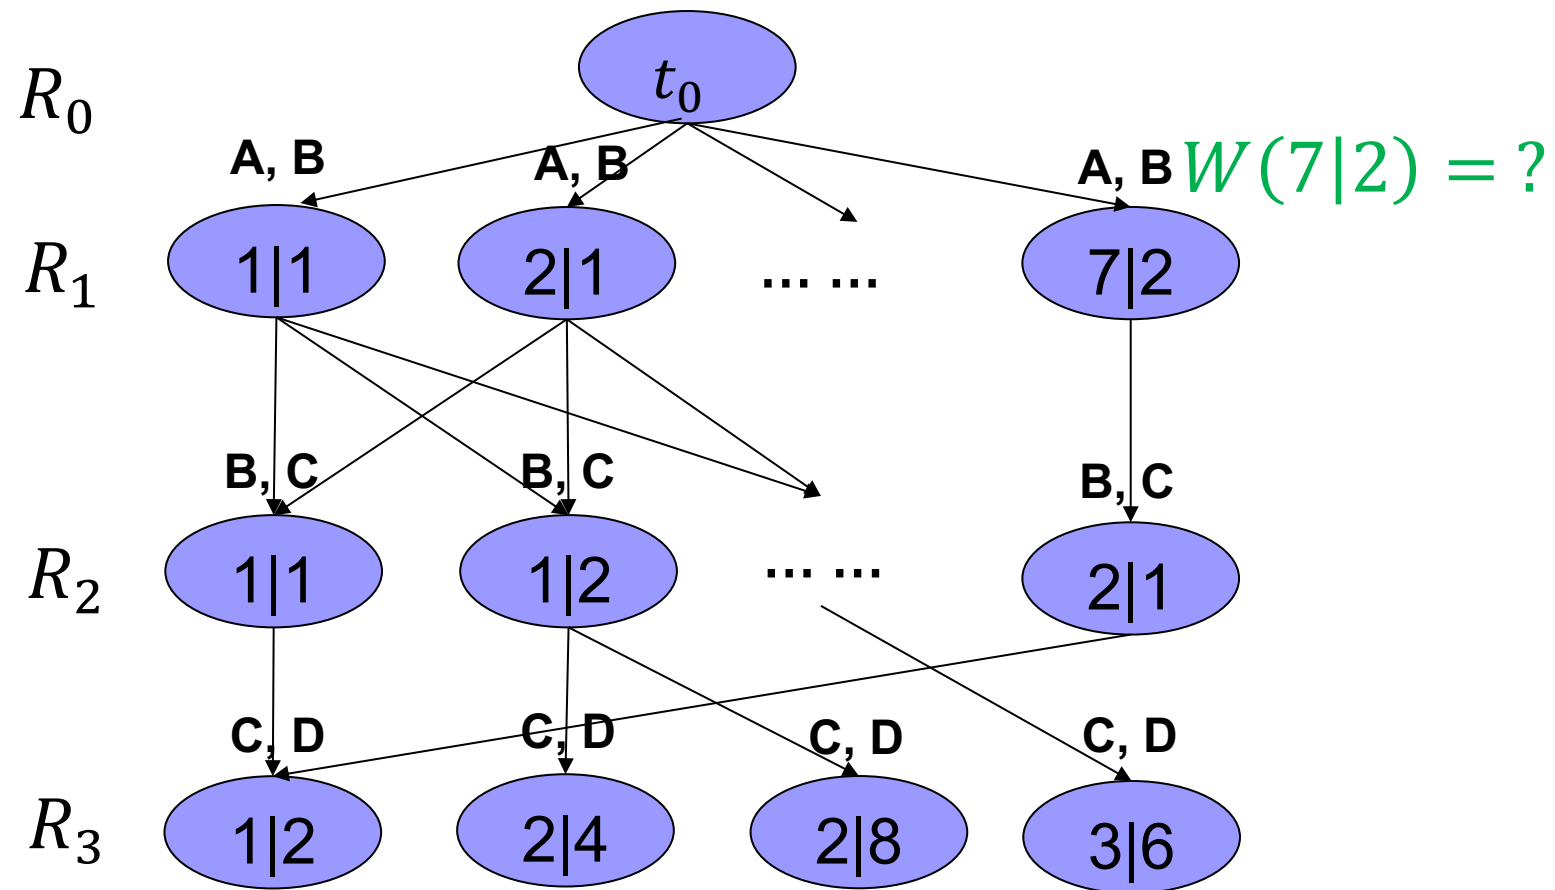 R₀
t₀
A, B
A, B
A, B
W(7|2) = ?
R₁
1|1
2|1
... ...
7|2
B, C
B, C
B, C
R₂
1|1
1|2
... ...
2|1
C, D
C, D
C, D
C, D
R₃
1|2
2|4
2|8
3|6